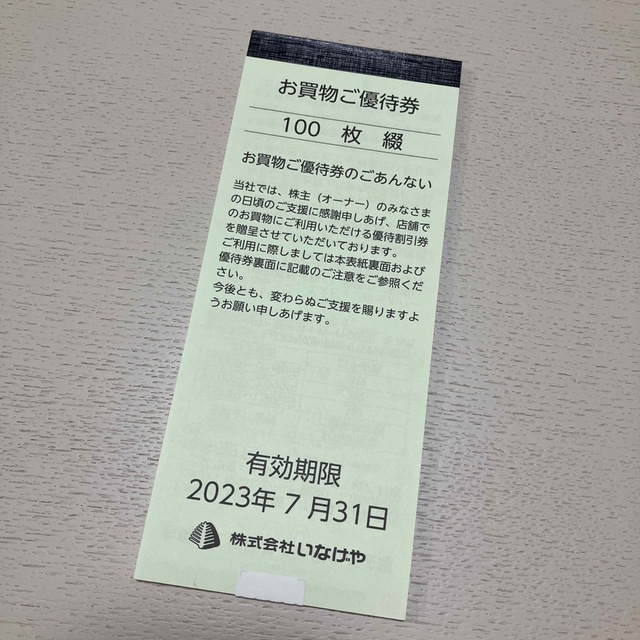 お買物ご優待券
100 枚 綴
お買物ご優待券のごあんない
当社では、株主（オーナー）のみなさま
の日頃のご支援に感謝申しあげ、店舗で
のお買物にご利用いただける優待割引券
を贈呈させていただいております。
ご利用に際しましては本表紙裏面および
優待券裏面に記載のご注意をご参照くだ
さい。
今後とも、変わらぬご支援を賜りますよ
うお願い申しあげます。
有効期限
2023年７月31日
株式会社いなげや